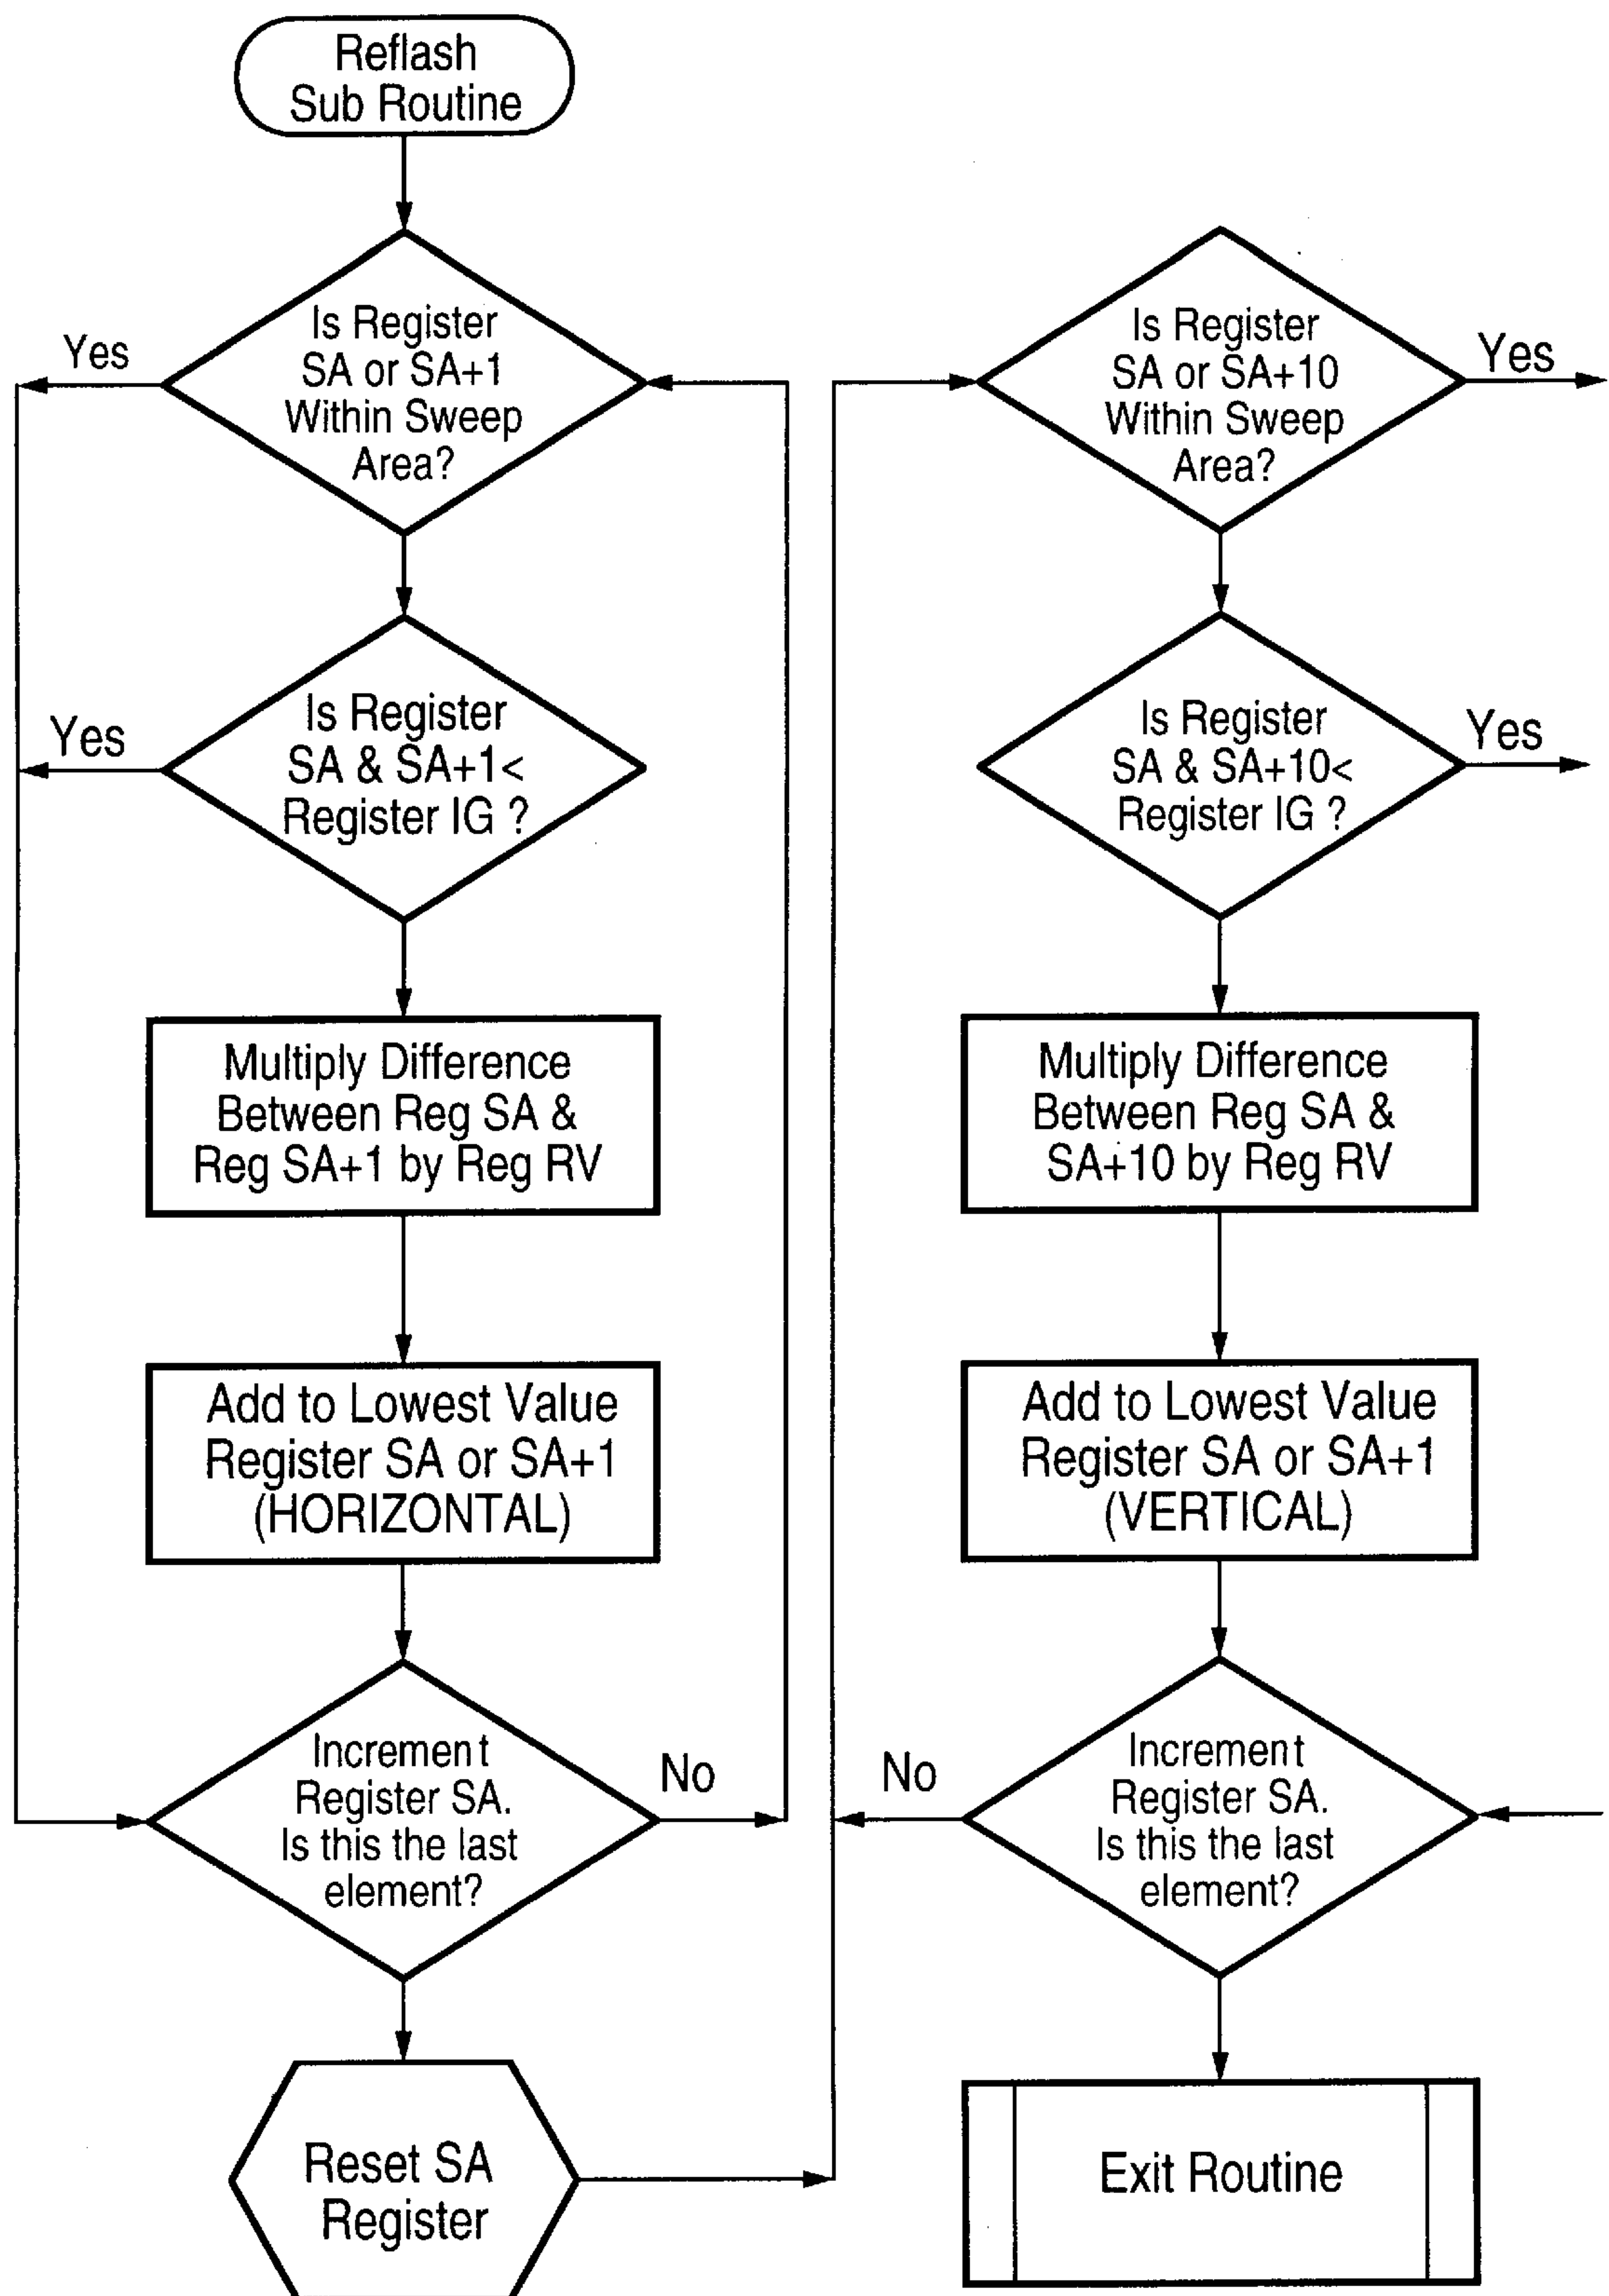 Reflash
Sub Routine
Yes
Is Register
SA or SA+1
Within Sweep
Area?
Yes
Is Register
SA & SA+1<
Register IG ?
Multiply Difference
Between Reg SA &
Reg SA+1 by Reg RV
Add to Lowest Value
Register SA or SA+1
(HORIZONTAL)
Increment
Register SA.
Is this the last
element?
No
Reset SA
Register
Is Register
SA or SA+10
Within Sweep
Area?
Yes
Is Register
SA & SA+10<
Register IG ?
Yes
Multiply Difference
Between Reg SA &
SA+10 by Reg RV
Add to Lowest Value
Register SA or SA+1
(VERTICAL)
No
Increment
Register SA.
Is this the last
element?
Exit Routine